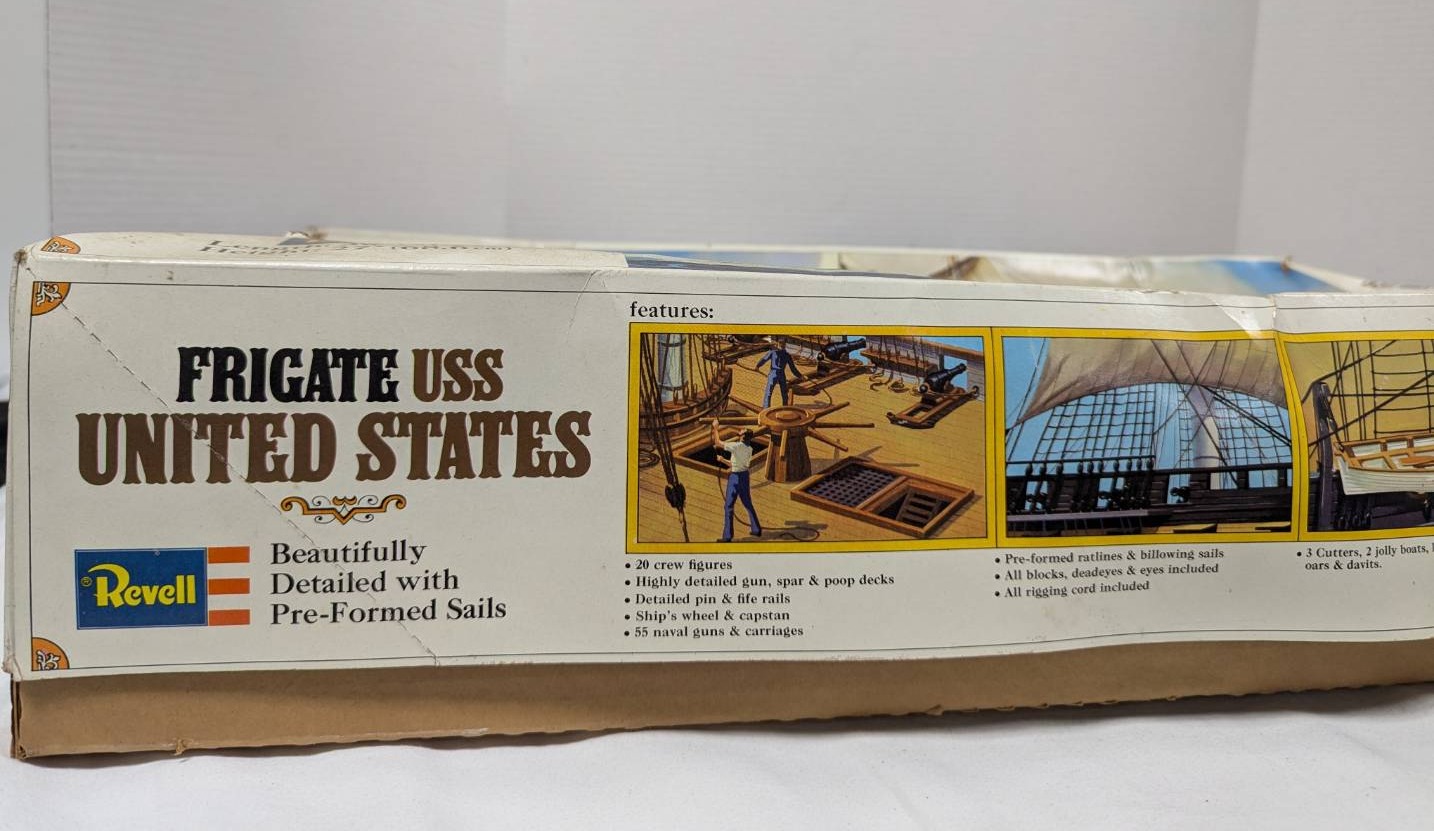 FRIGATE USS
UNITED STATES
® Revell
Beautifully
Detailed with
Pre-Formed Sails
features:
• 20 crew figures
• Highly detailed gun, spar & poop decks
• Detailed pin & fife rails
• Ship's wheel & capstan
• 55 naval guns & carriages
• Pre-formed ratlines & billowing sails
• All blocks, deadeyes & eyes included
• All rigging cord included
• 3 Cutters, 2 jolly boats,
oars & davits.